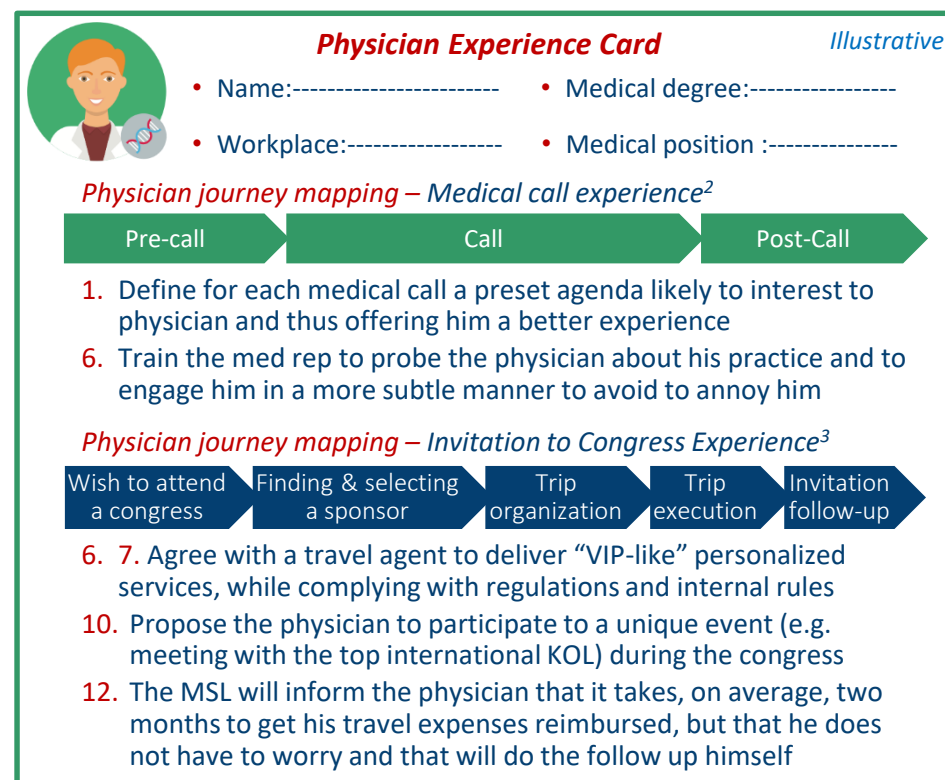 Physician Experience Card
Illustrative
• Name:------------------------
• Medical degree:-----------------
• Workplace:------------------
• Medical position :---------------
Physician journey mapping – Medical call experience²
Pre-call
Call
Post-Call
1. Define for each medical call a preset agenda likely to interest to
physician and thus offering him a better experience
6. Train the med rep to probe the physician about his practice and to
engage him in a more subtle manner to avoid to annoy him
Physician journey mapping – Invitation to Congress Experience³
Wish to attend
a congress
Finding & selecting
a sponsor
Trip
organization
Trip
execution
Invitation
follow-up
6. 7. Agree with a travel agent to deliver “VIP-like” personalized
services, while complying with regulations and internal rules
10. Propose the physician to participate to a unique event (e.g.
meeting with the top international KOL) during the congress
12. The MSL will inform the physician that it takes, on average, two
months to get his travel expenses reimbursed, but that he does
not have to worry and that will do the follow up himself